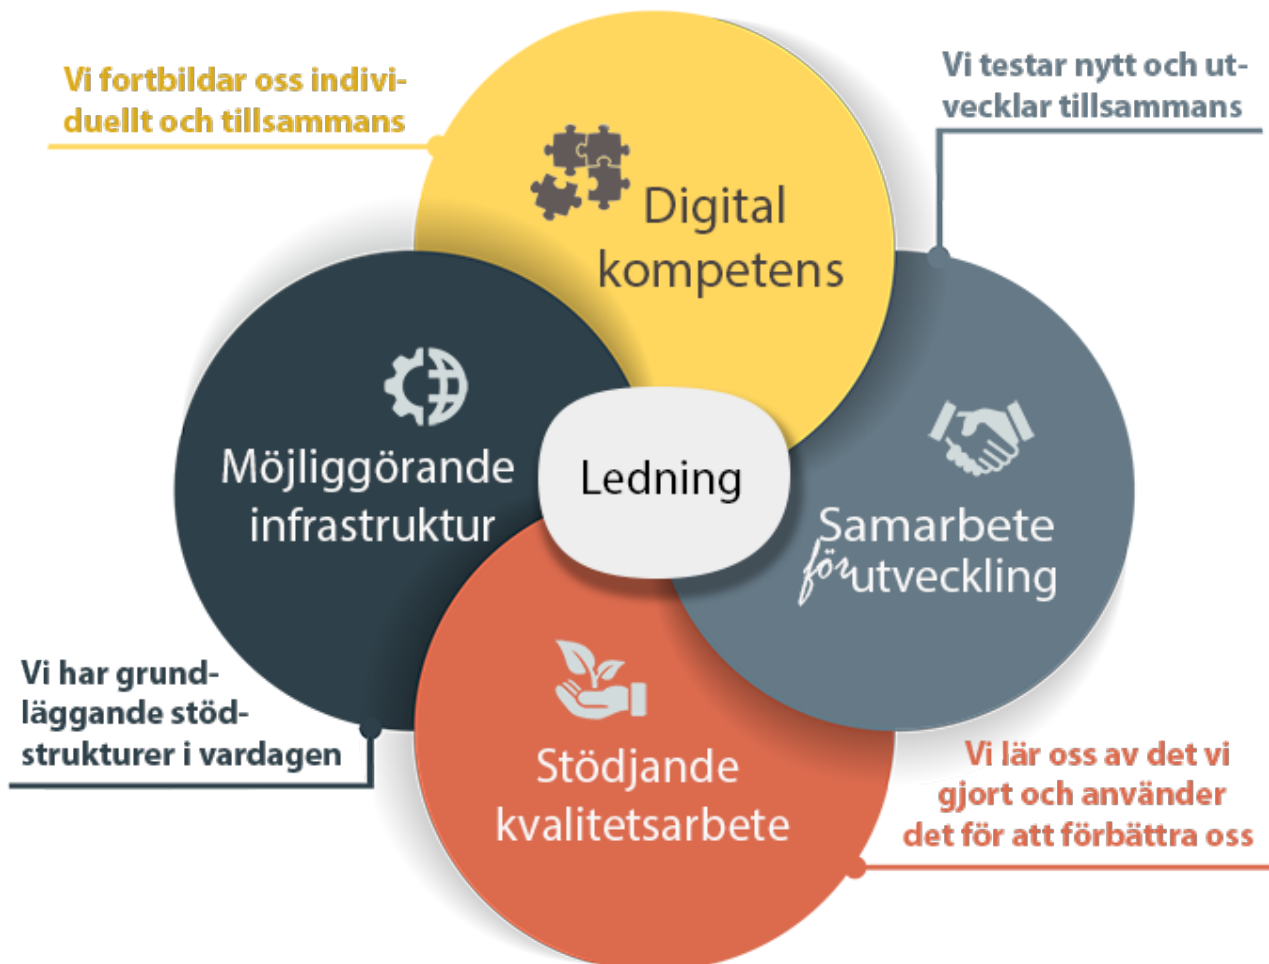 Vi fortbildar oss indivi-
duellt och tillsammans
Vi testar nytt och ut-
vecklar tillsammans
Digital
kompetens
Möjliggörande
infrastruktur
Ledning
Samarbete
för utveckling
Vi har grund-
läggande stöd-
strukturer i vardagen
Stödjande
kvalitetsarbete
Vi lär oss av det vi
gjort och använder
det för att förbättra oss